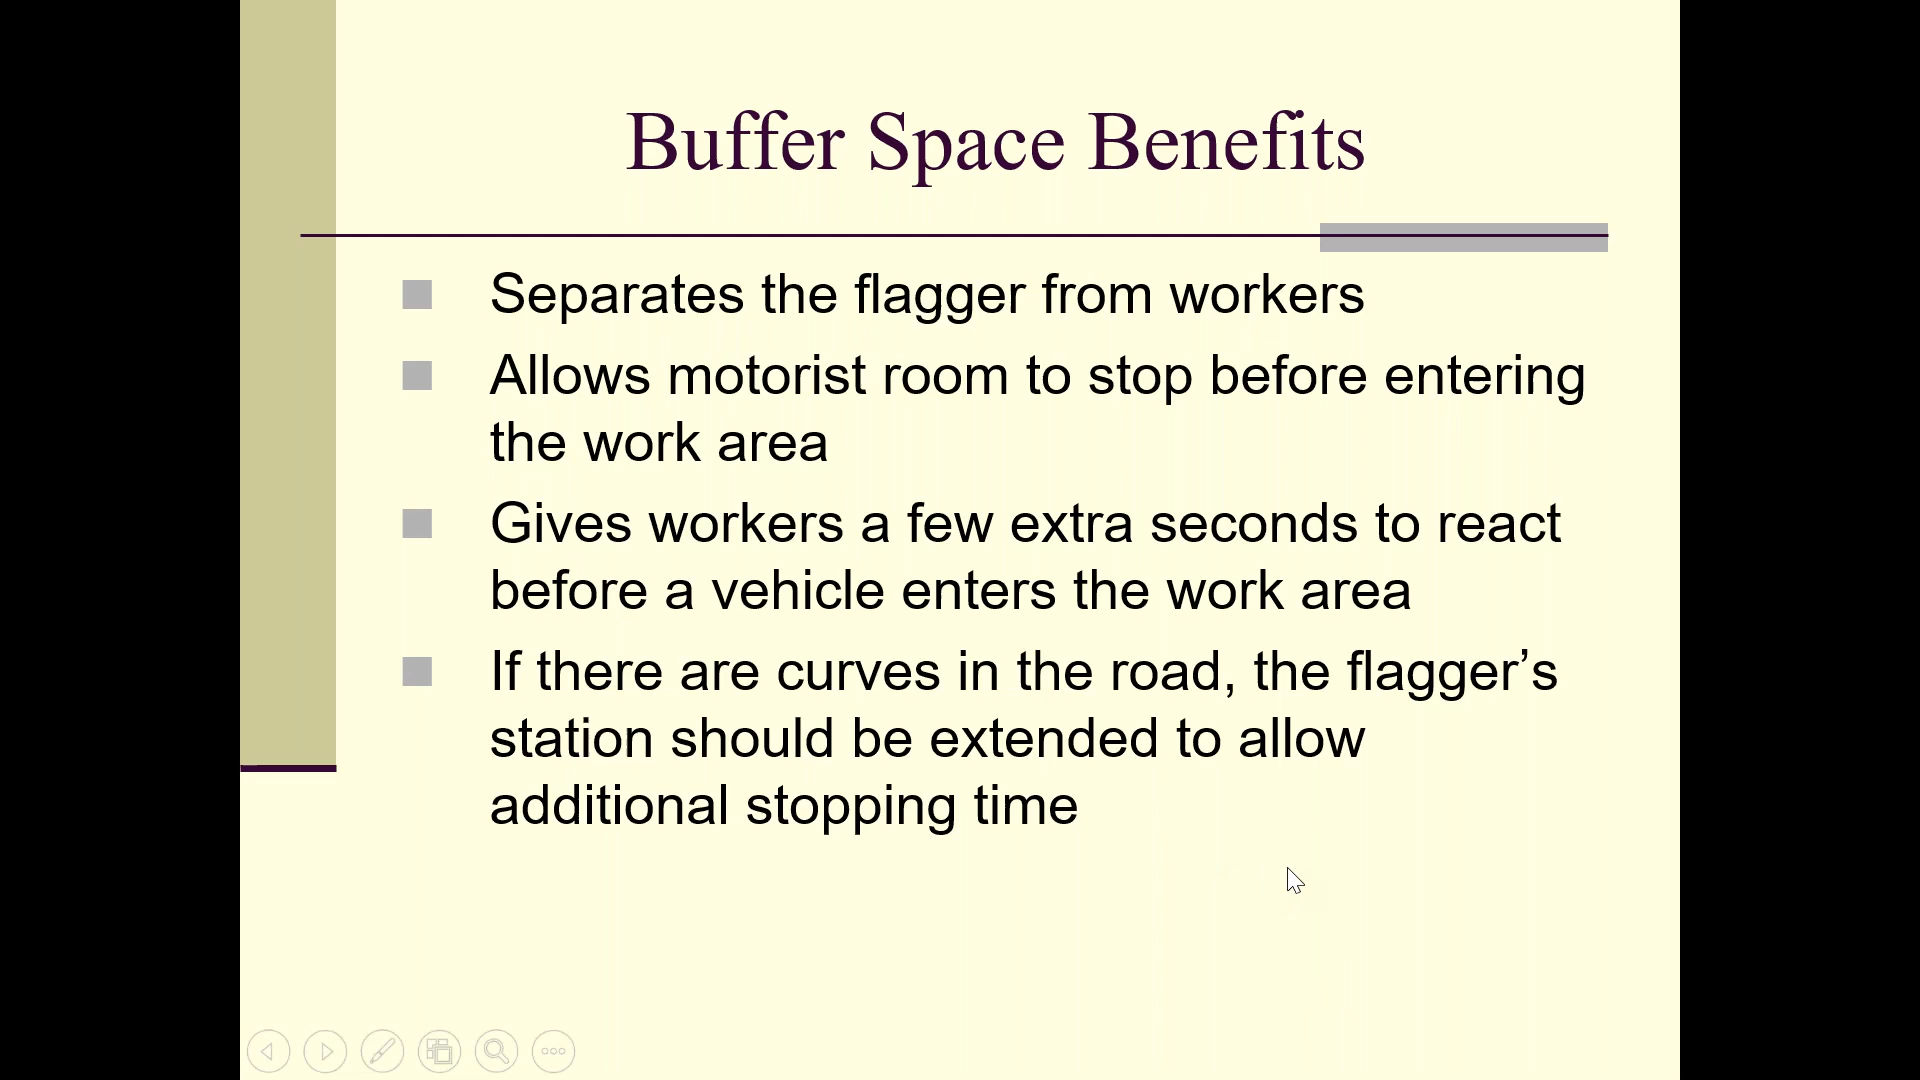 Buffer Space Benefits
Separates the flagger from workers
Allows motorist room to stop before entering
the work area
Gives workers a few extra seconds to react
before a vehicle enters the work area
If there are curves in the road, the flagger’s
station should be extended to allow
additional stopping time